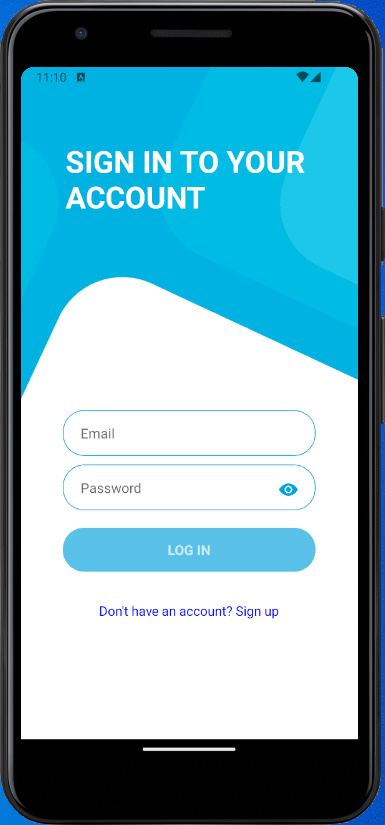 11:10
SIGN IN TO YOUR
ACCOUNT
Email
Password
LOG IN
Don't have an account? Sign up